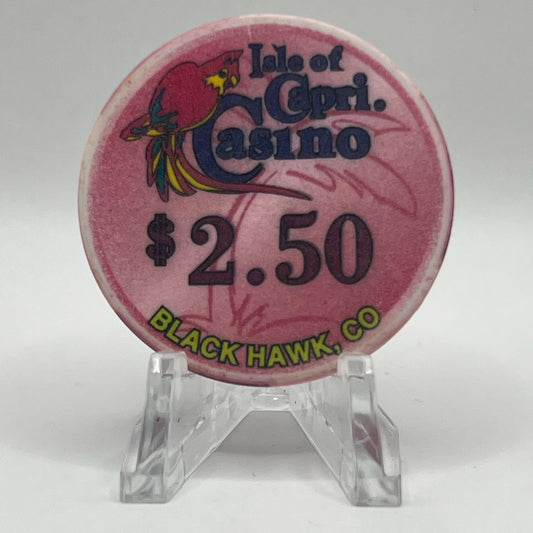 Isle of
Capri.
Casino
$2.50
BLACK HAWK, CO